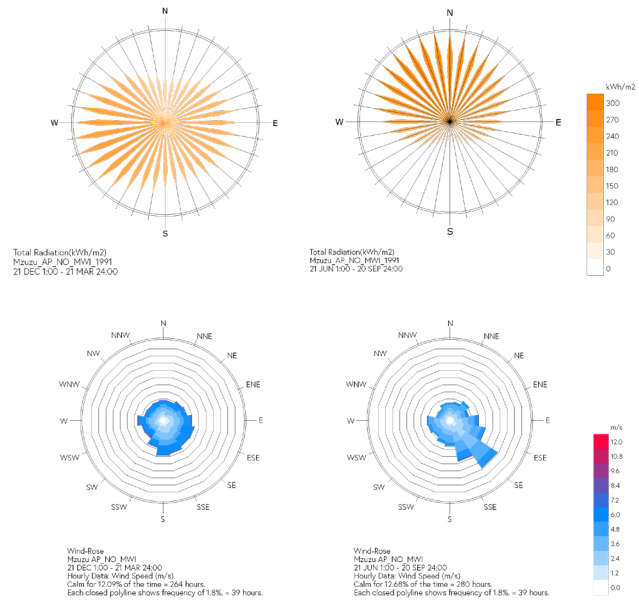 N
W
E
S
Total Radiation(kWh/m2)
Mzuzu_AP_NO_MWI_1991
21 DEC 1:00 - 21 MAR 24:00
N
W
E
S
Total Radiation(kWh/m2)
Mzuzu_AP_NO_MWI_1991
21 JUN 1:00 - 20 SEP 24:00
kWh/m2
300
270
240
210
180
150
120
90
60
30
0
N
NNW
NNE
NW
NE
WNW
ENE
W
E
WSW
ESE
SW
SE
SSW
SSE
S
Wind-Rose
Mzuzu AP_NO_MWI
21 DEC 1:00 - 21 MAR 24:00
Hourly Data: Wind Speed (m/s)
Calm for 12.09% of the time = 264 hours.
Each closed polyline shows frequency of 1.8%. = 39 hours.
N
NNW
NNE
NW
NE
WNW
ENE
W
E
WSW
ESE
SW
SE
SSW
SSE
S
Wind-Rose
Mzuzu AP_NO_MWI
21 JUN 1:00 - 20 SEP 24:00
Hourly Data: Wind Speed (m/s)
Calm for 12.68% of the time = 280 hours.
Each closed polyline shows frequency of 1.8%. = 39 hours.
m/s
12.0
10.8
9.6
8.4
7.2
6.0
4.8
3.6
2.4
1.2
0.0